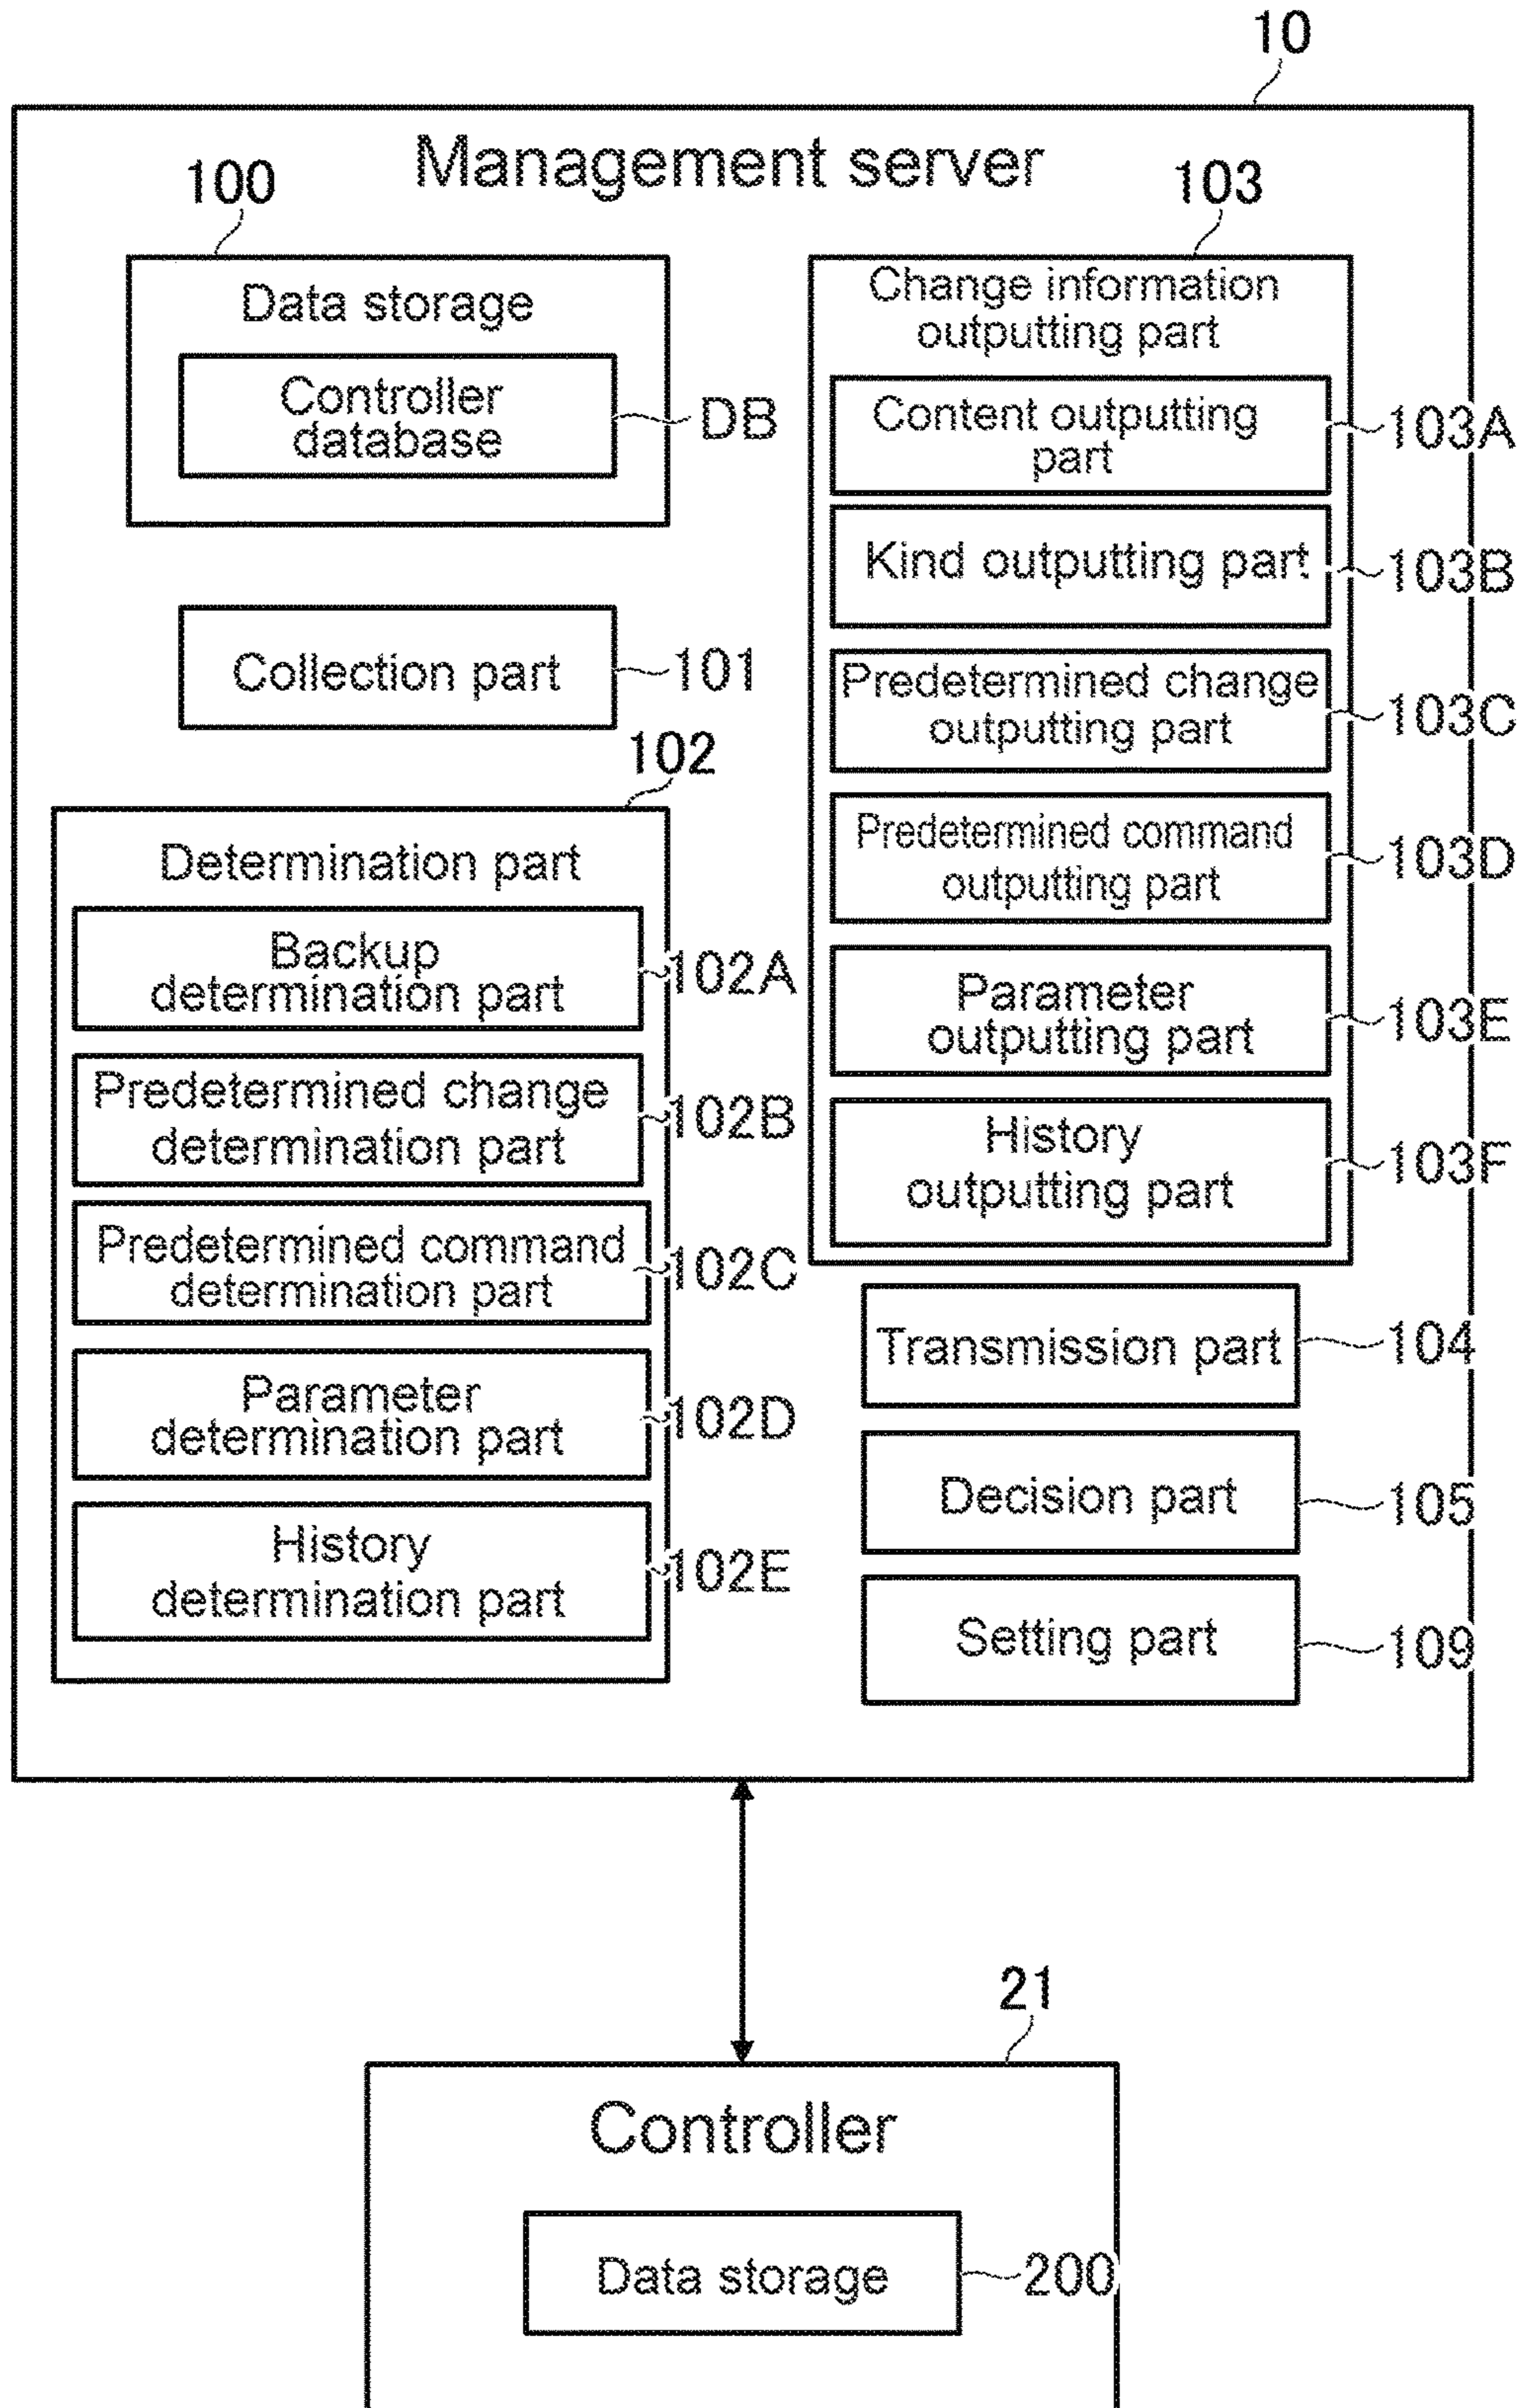 10
Management server
100
Data storage
Controller
database
DB
Collection part
101
102
Determination part
Backup
determination part
102A
Predetermined change
determination part
102B
Predetermined command
determination part
102C
Parameter
determination part
102D
History
determination part
102E
103
Change information
outputting part
Content outputting
part
103A
Kind outputting part
103B
Predetermined change
outputting part
103C
Predetermined command
outputting part
103D
Parameter
outputting part
103E
History
outputting part
103F
Transmission part
104
Decision part
105
Setting part
109
21
Controller
Data storage
200